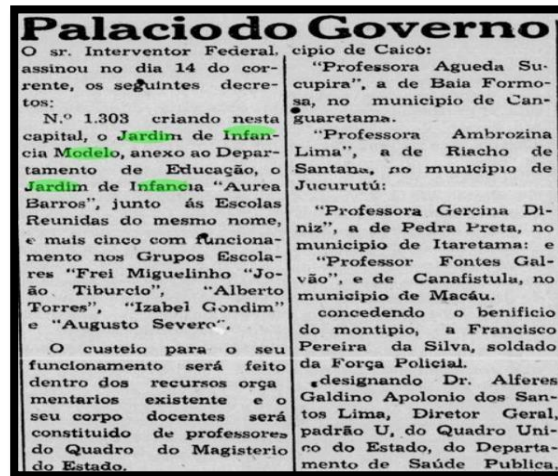 Palacio do Governo
O sr. Interventor Federal,
assinou no dia 14 do cor-
rente, os seguintes decre-
tos:
N.º 1.303 criando nesta
capital, o Jardim de Infan-
cia Modelo, anexo ao Depar-
tamento de Educação, o
Jardim de Infancia "Aurea
Barros", junto ás Escolas
Reunidas do mesmo nome,
e mais cinco com funciona-
mento nos Grupos Escola-
res "Frei Miguelinho "Jo-
ão Tiburcio", "Alberto
Torres", "Izabel Gondim"
e "Augusto Severo".
O custeio para o seu
funcionamento será feito
dentro dos recursos orça
mentarios existente e o
seu corpo docentes será
constituido de professores
do Quadro do Magisterio
do Estado.
cipio de Caicó:
"Professora Agueda Su-
cupira", a de Baia Formo-
sa, no municipio de Can-
guaretama.
"Professora Ambrozina
Lima", a de Riacho de
Santana, no municipio de
Jucurutú:
"Professora Gercina Di-
niz", a de Pedra Preta, no
municipio de Itaretama: e
"Professor Fontes Gal-
vão", e de Canafistula, no
municipio de Macáu.
concedendo o benificio
do montipio, a Francisco
Pereira da Silva, soldado
da Força Policial.
designando Dr. Alferes
Galdino Apolonio dos San-
tos Lima, Diretor Geral,
padrão U, do Quadro Uni-
co do Estado, do Departa-
mento de Saúde Publica